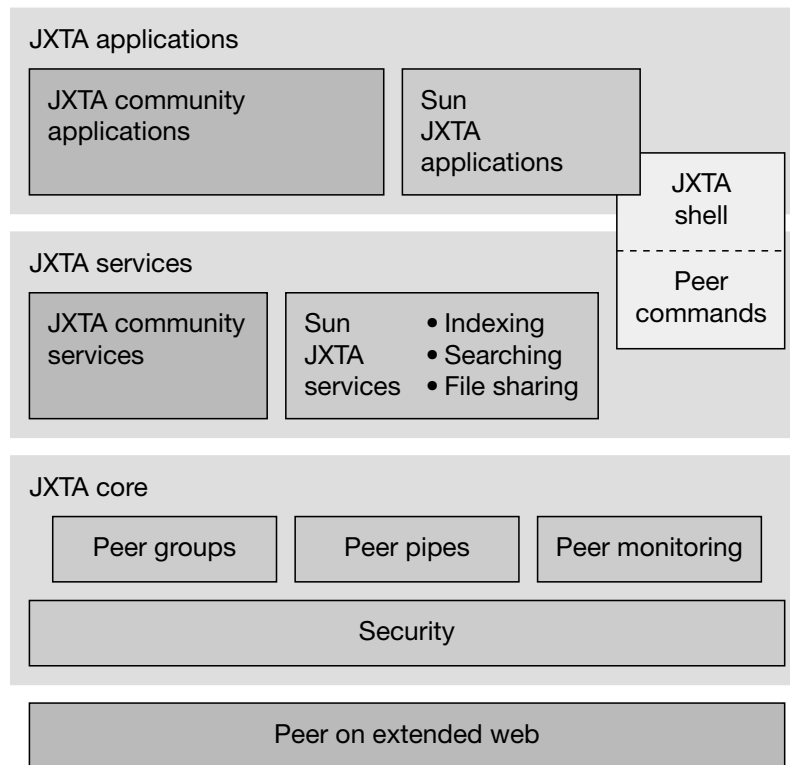 JXTA applications
JXTA community
applications
Sun
JXTA
applications
JXTA
shell
Peer
commands
JXTA services
JXTA community
services
Sun
JXTA
services
• Indexing
• Searching
• File sharing
JXTA core
Peer groups
Peer pipes
Peer monitoring
Security
Peer on extended web